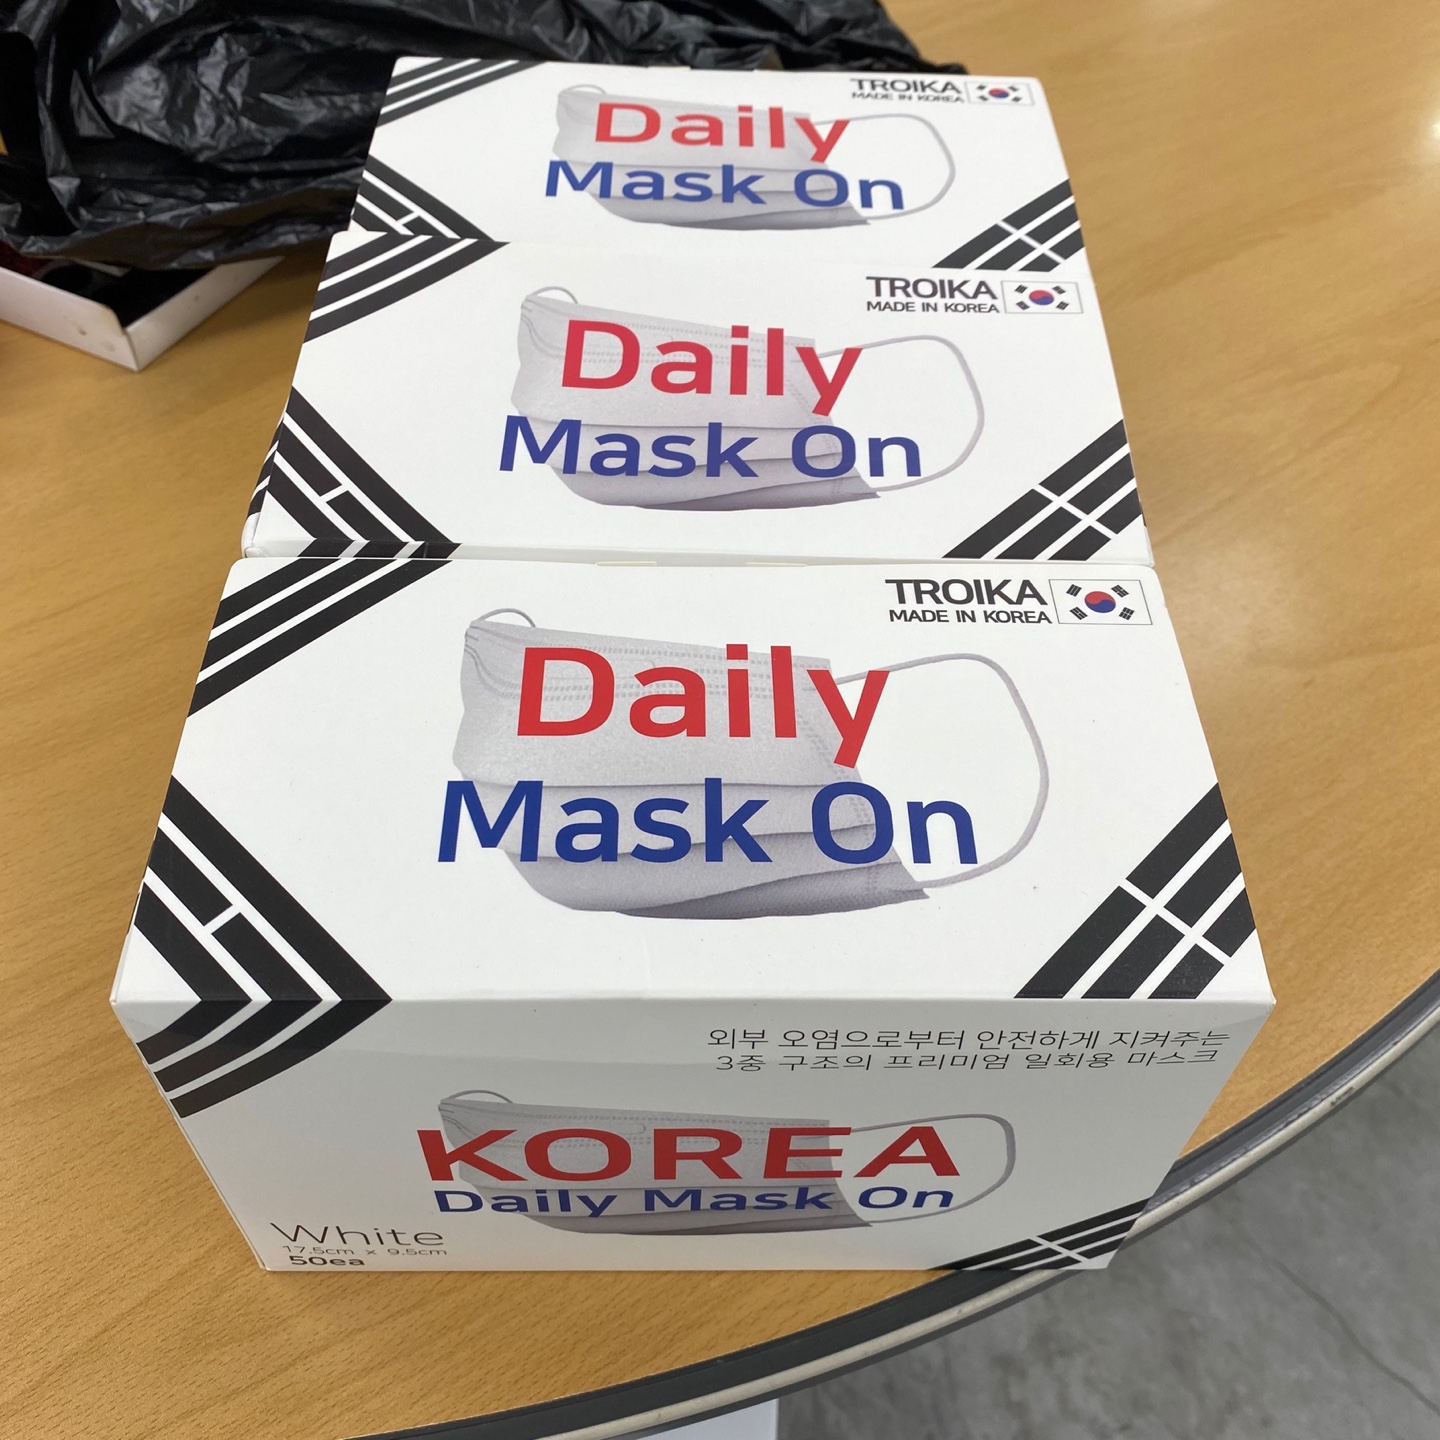 TROIKA
MADE IN KOREA
Daily
Mask On
TROIKA
MADE IN KOREA
Daily
Mask On
TROIKA
MADE IN KOREA
Daily
Mask On
외부 오염으로부터 안전하게 지켜주는
3중 구조의 프리미엄 일회용 마스크
KOREA
Daily Mask On
White
17.5cm x 9.5cm
50ea